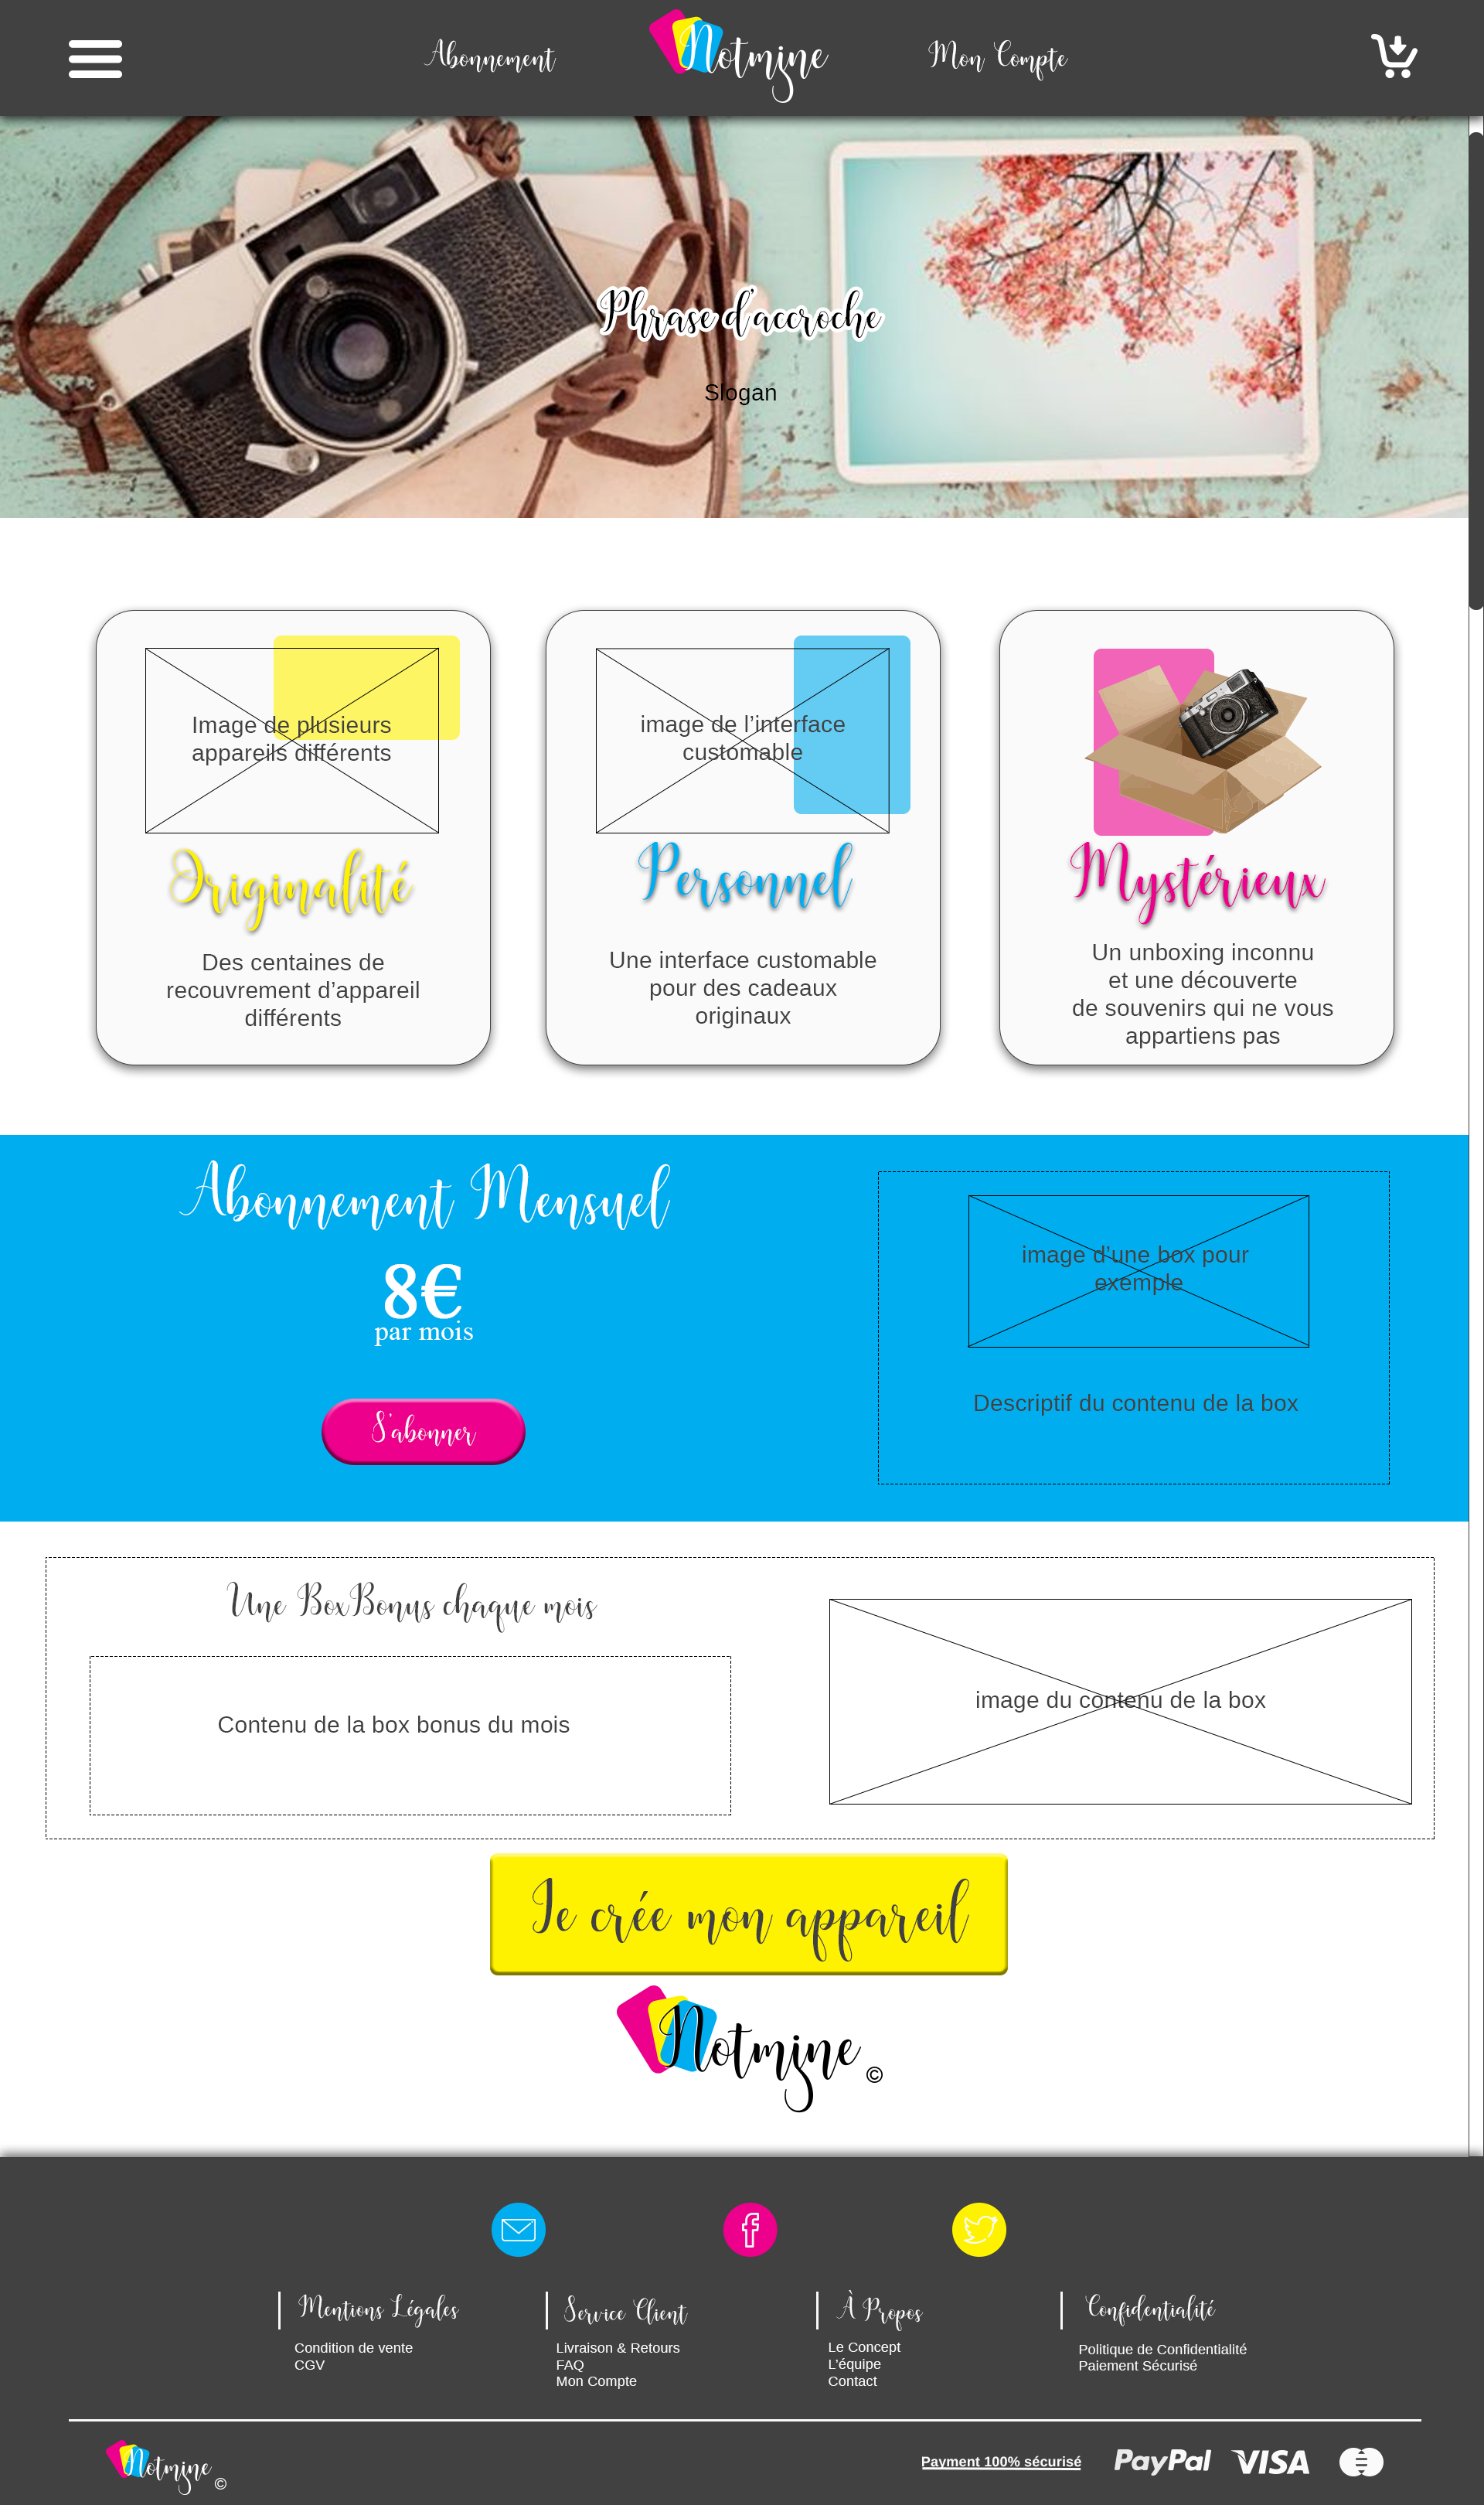 Abonnement
Notmine
Mon Compte
Phrase d'accroche
Slogan
Image de plusieurs
appareils différents
Originalité
Des centaines de
recouvrement d’appareil
différents
image de l’interface
customable
Personnel
Une interface customable
pour des cadeaux
originaux
Mystérieux
Un unboxing inconnu
et une découverte
de souvenirs qui ne vous
appartiens pas
Abonnement Mensuel
8€
par mois
S'abonner
image d’une box pour
exemple
Descriptif du contenu de la box
Une BoxBonus chaque mois
Contenu de la box bonus du mois
image du contenu de la box
Je crée mon appareil
Notmine ©
Mentions Légales
Condition de vente
CGV
Service Client
Livraison & Retours
FAQ
Mon Compte
À Propos
Le Concept
L’équipe
Contact
Confidentialité
Politique de Confidentialité
Paiement Sécurisé
Notmine ©
Payment 100% sécurisé
PayPal
VISA